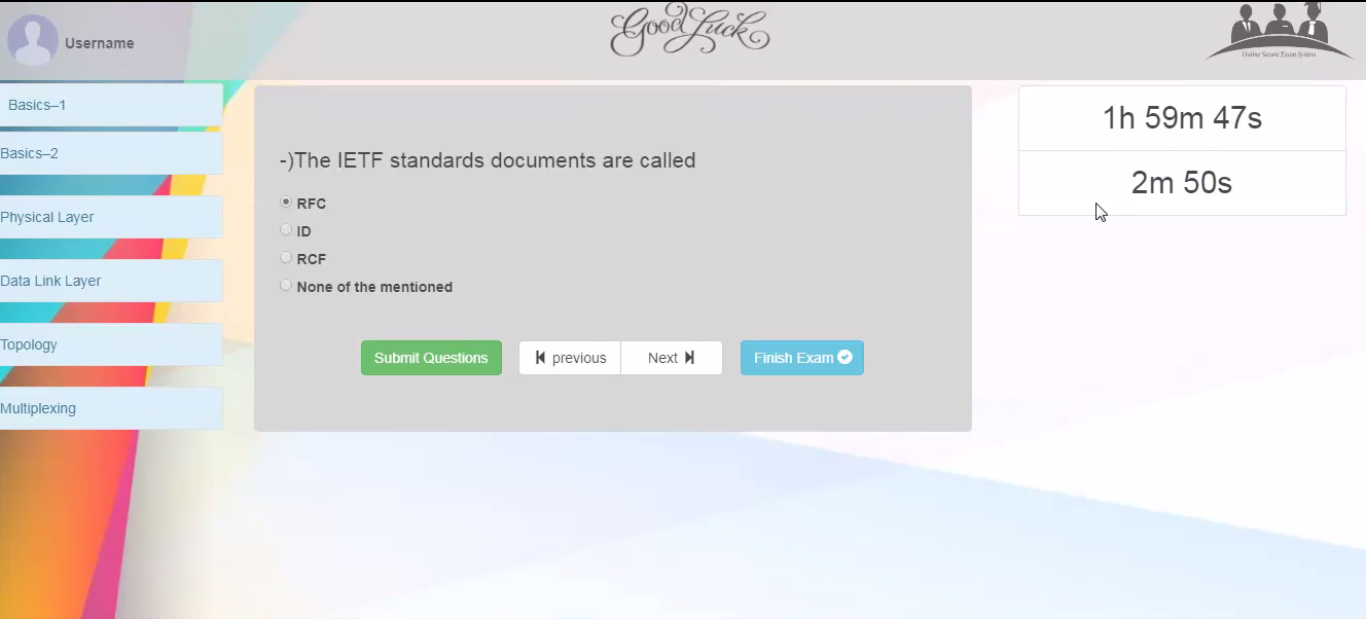 Good Luck
Username
Online Secure Exam System
Basics–1
Basics–2
Physical Layer
Data Link Layer
Topology
Multiplexing
-)The IETF standards documents are called
RFC
ID
RCF
None of the mentioned
Submit Questions
previous
Next
Finish Exam
1h 59m 47s
2m 50s